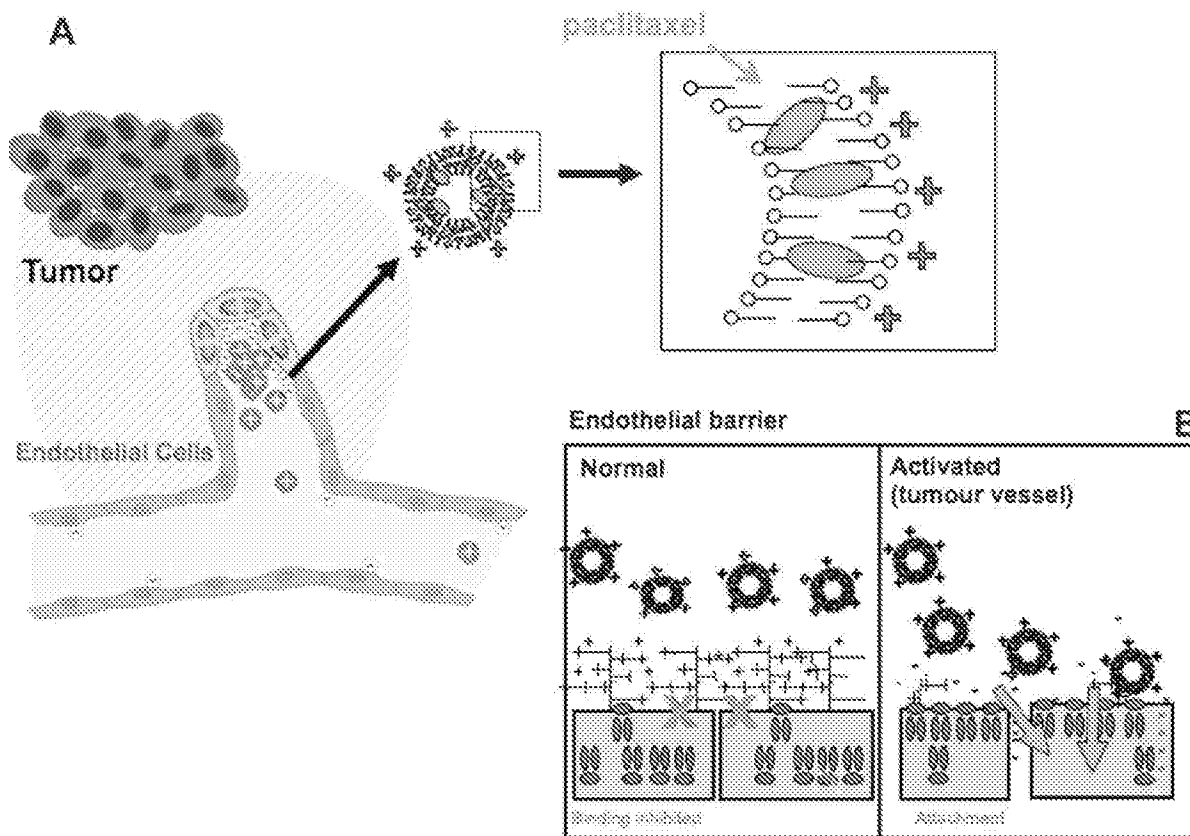 A
paclitaxel
Tumor
Endothelial Cells
Endothelial barrier
B
Normal
Activated
(tumour vessel)
Binding inhibited
Attachment